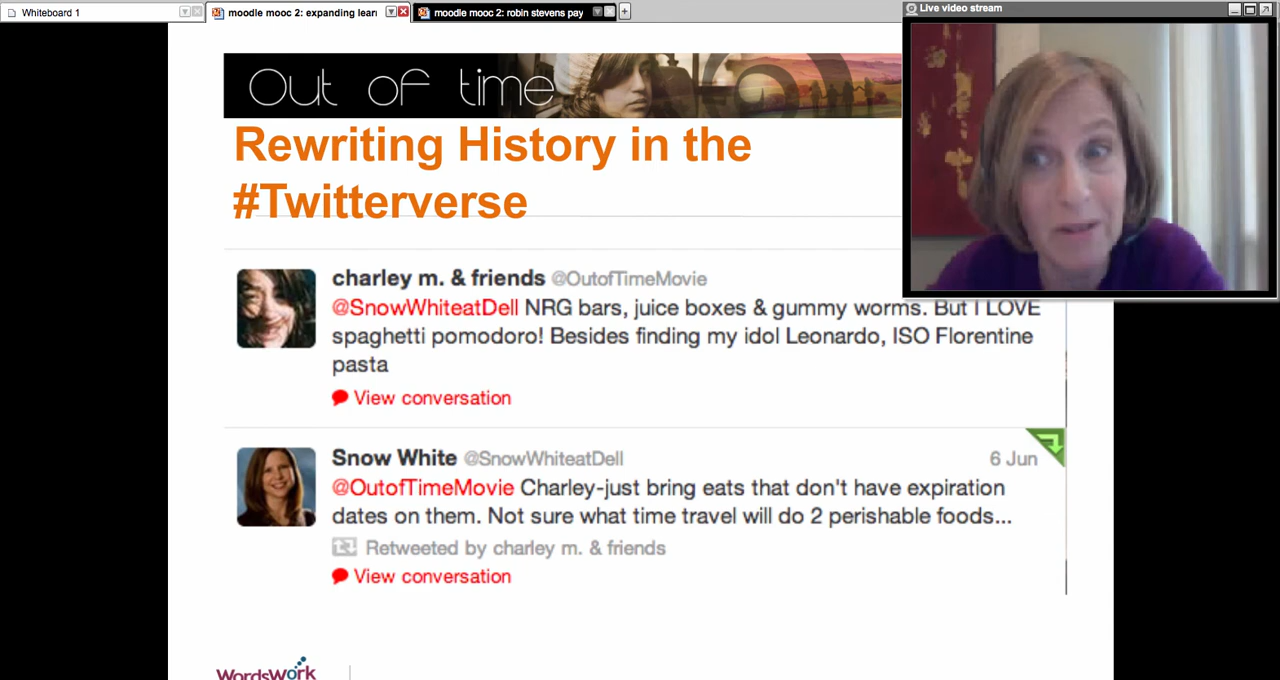 Whiteboard 1
moodle mooc 2: expanding learn
moodle mooc 2: robin stevens pay
Live video stream
Out of time
Rewriting History in the
#Twitterverse
charley m. & friends @OutofTimeMovie
@SnowWhiteatDell NRG bars, juice boxes & gummy worms. But I LOVE
spaghetti pomodoro! Besides finding my idol Leonardo, ISO Florentine
pasta
View conversation
Snow White @SnowWhiteatDell 6 Jun
@OutofTimeMovie Charley-just bring eats that don't have expiration
dates on them. Not sure what time travel will do 2 perishable foods...
Retweeted by charley m. & friends
View conversation
WordsWork